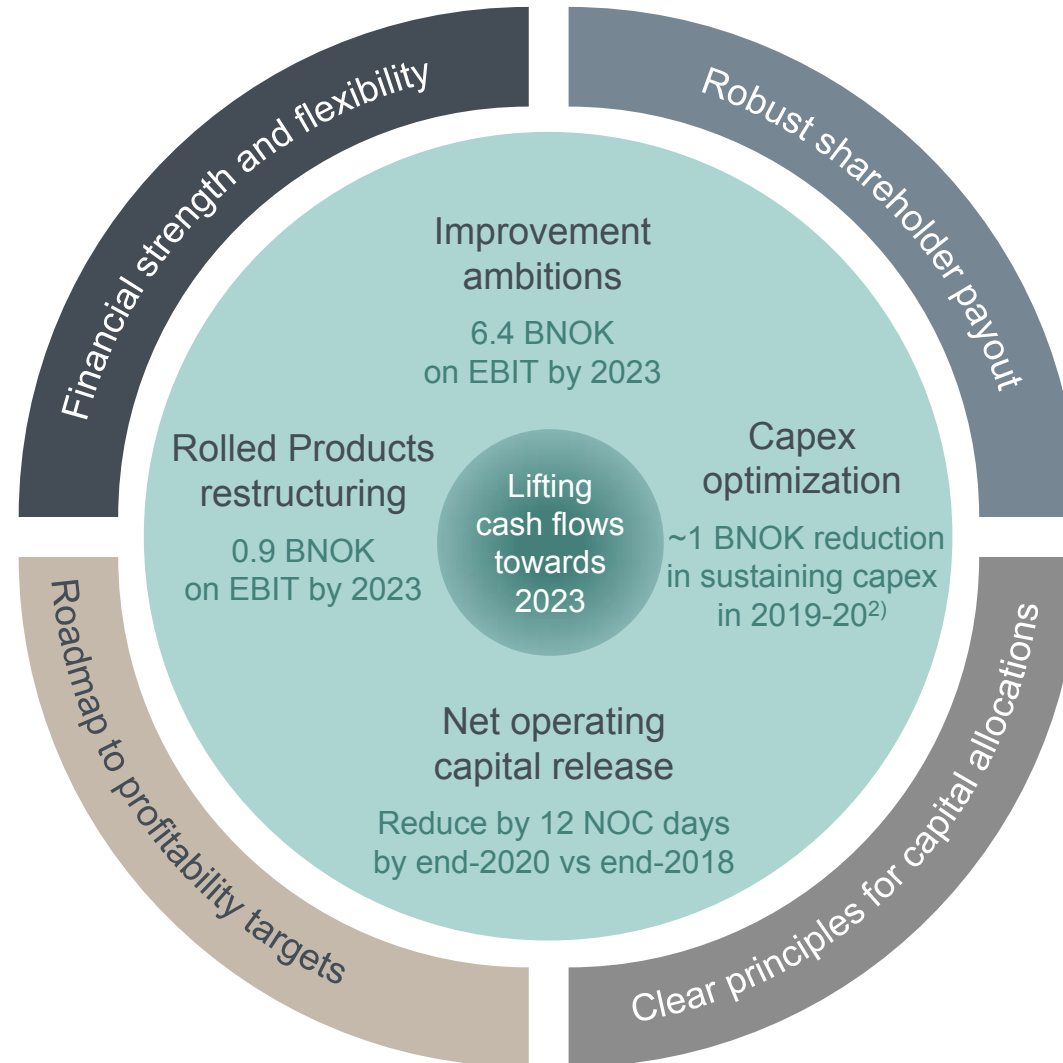 Financial strength and flexibility
Robust shareholder payout
Improvement
ambitions
6.4 BNOK
on EBIT by 2023
Rolled Products
restructuring
0.9 BNOK
on EBIT by 2023
Lifting
cash flows
towards
2023
Capex
optimization
~1 BNOK reduction
in sustaining capex
in 2019-20²⁾
Net operating
capital release
Reduce by 12 NOC days
by end-2020 vs end-2018
Roadmap to profitability targets
Clear principles for capital allocations